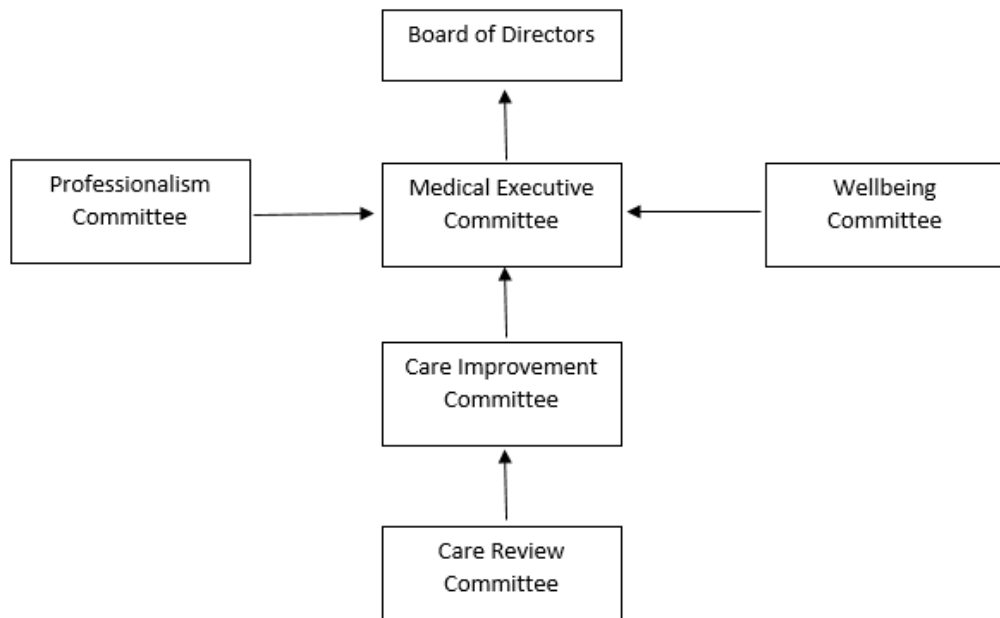 Board of Directors
Professionalism
Committee
Medical Executive
Committee
Wellbeing
Committee
Care Improvement
Committee
Care Review
Committee